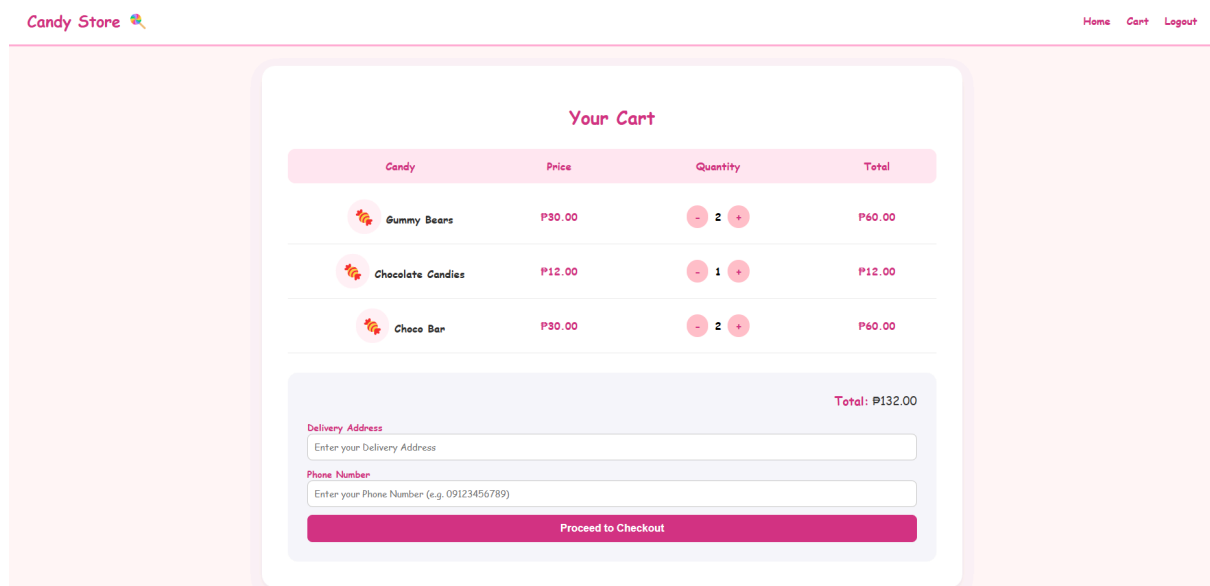 Candy Store
Home Cart Logout
Your Cart
Candy Price Quantity Total
Gummy Bears ₱30.00 - 2 + ₱60.00
Chocolate Candies ₱12.00 - 1 + ₱12.00
Choco Bar ₱30.00 - 2 + ₱60.00
Total: ₱132.00
Delivery Address
Enter your Delivery Address
Phone Number
Enter your Phone Number (e.g. 09123456789)
Proceed to Checkout